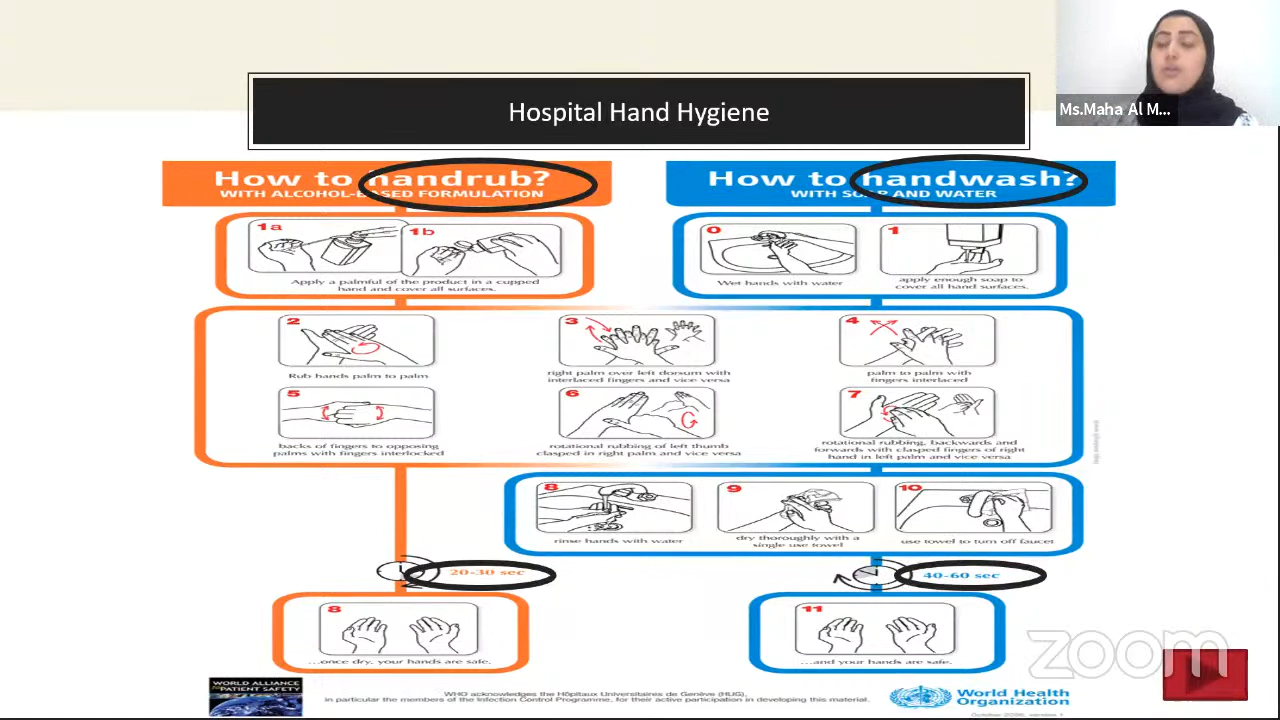 Ms.Maha Al M...
Hospital Hand Hygiene
How to handrub?
WITH ALCOHOL-BASED FORMULATION
How to handwash?
WITH SOAP AND WATER
1a
1b
Apply a palmful of the product in a cupped
hand and cover all surfaces.
0
1
Wet hands with water
apply enough soap to
cover all hand surfaces.
2
3
4
Rub hands palm to palm
right palm over left dorsum with
interlaced fingers and vice versa
palm to palm with
fingers interlaced
5
6
7
backs of fingers to opposing
palms with fingers interlocked
rotational rubbing of left thumb
clasped in right palm and vice versa
rotational rubbing, backwards and
forwards with clasped fingers of right
hand in left palm and vice versa
8
9
10
rinse hands with water
dry thoroughly with a
single use towel
use towel to turn off faucet
20-30 sec
40-60 sec
8
11
...once dry, your hands are safe.
...and your hands are safe.
zoom
WORLD ALLIANCE
PATIENT SAFETY
WHO acknowledges the Hôpitaux Universitaires de Genève (HUG),
in particular the members of the Infection Control Programme, for their active participation in developing this material.
World Health
Organization
October 2006, version 1